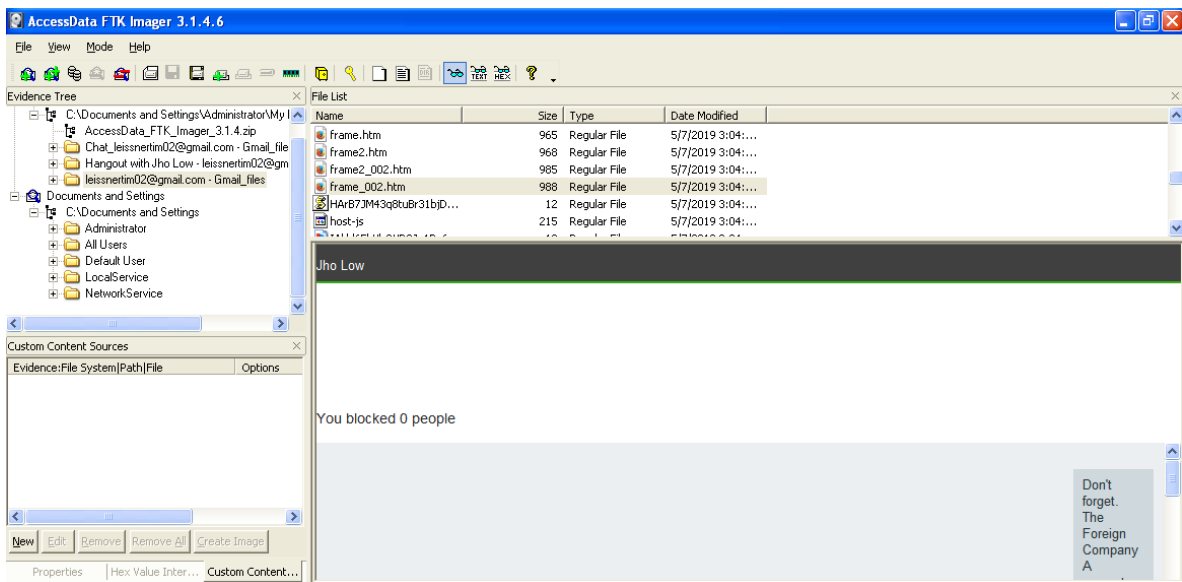 AccessData FTK Imager 3.1.4.6
File View Mode Help
TEXT HEX
Evidence Tree
C:\Documents and Settings\Administrator\My
AccessData_FTK_Imager_3.1.4.zip
Chat_leissnertim02@gmail.com - Gmail_file
Hangout with Jho Low - leissnertim02@gm
leissnertim02@gmail.com - Gmail_files
Documents and Settings
C:\Documents and Settings
Administrator
All Users
Default User
LocalService
NetworkService
Custom Content Sources
Evidence:File System|Path|File Options
New Edit Remove Remove All Create Image
Properties Hex Value Inter... Custom Content...
File List
Name Size Type Date Modified
frame.htm 965 Regular File 5/7/2019 3:04:...
frame2.htm 968 Regular File 5/7/2019 3:04:...
frame2_002.htm 985 Regular File 5/7/2019 3:04:...
frame_002.htm 988 Regular File 5/7/2019 3:04:...
HArB7JM43q8tuBr31bjD... 12 Regular File 5/7/2019 3:04:...
host-js 215 Regular File 5/7/2019 3:04:...
Jho Low
You blocked 0 people
Don't
forget.
The
Foreign
Company
A